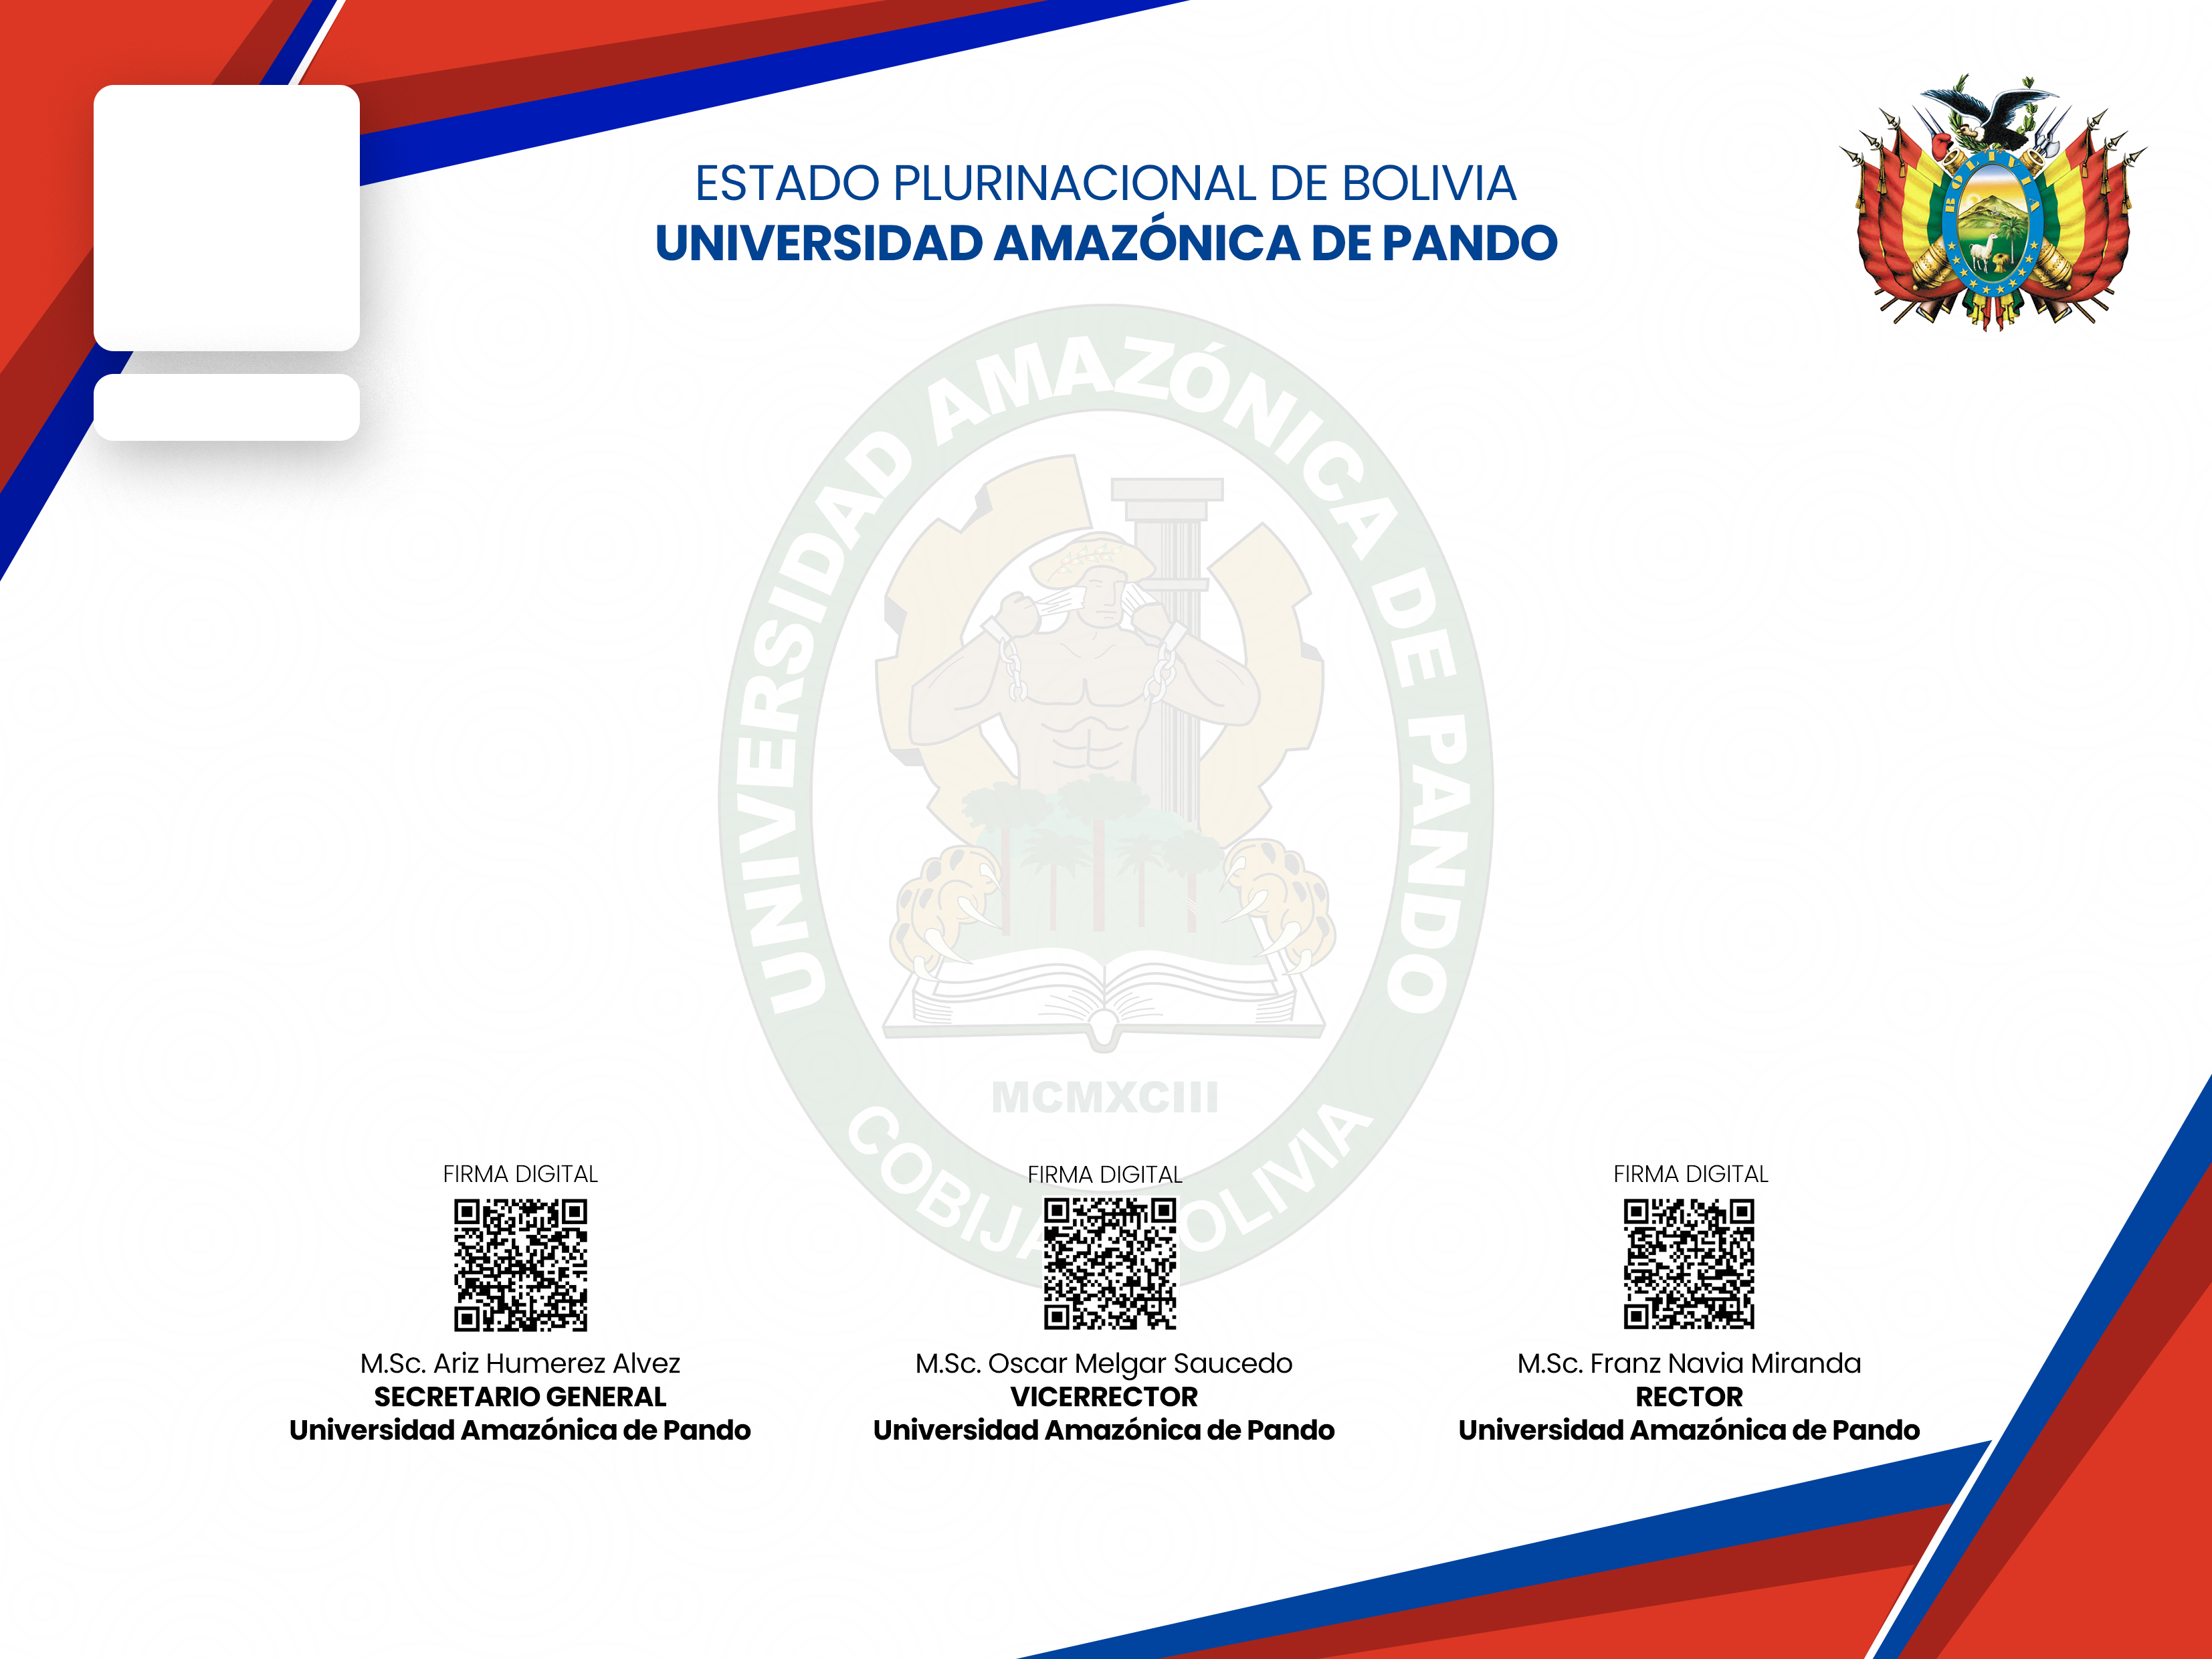 ESTADO PLURINACIONAL DE BOLIVIA
UNIVERSIDAD AMAZÓNICA DE PANDO
BOLIVIA
UNIVERSIDAD AMAZÓNICA DE PANDO
MCMXCIII
COBIJA BOLIVIA
FIRMA DIGITAL
M.Sc. Ariz Humerez Alvez
SECRETARIO GENERAL
Universidad Amazónica de Pando
FIRMA DIGITAL
M.Sc. Oscar Melgar Saucedo
VICERRECTOR
Universidad Amazónica de Pando
FIRMA DIGITAL
M.Sc. Franz Navia Miranda
RECTOR
Universidad Amazónica de Pando